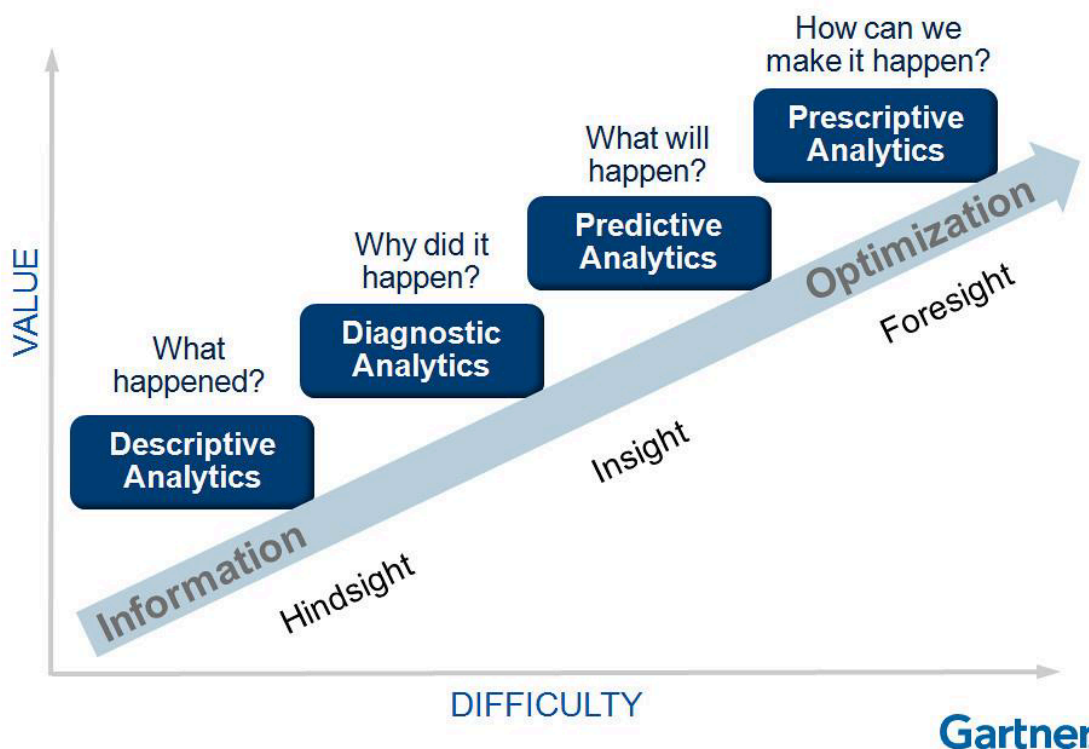 How can we
make it happen?
Prescriptive
Analytics
What will
happen?
Predictive
Analytics
Why did it
happen?
Diagnostic
Analytics
What
happened?
Descriptive
Analytics
VALUE
Information
Optimization
Hindsight
Insight
Foresight
DIFFICULTY
Gartner